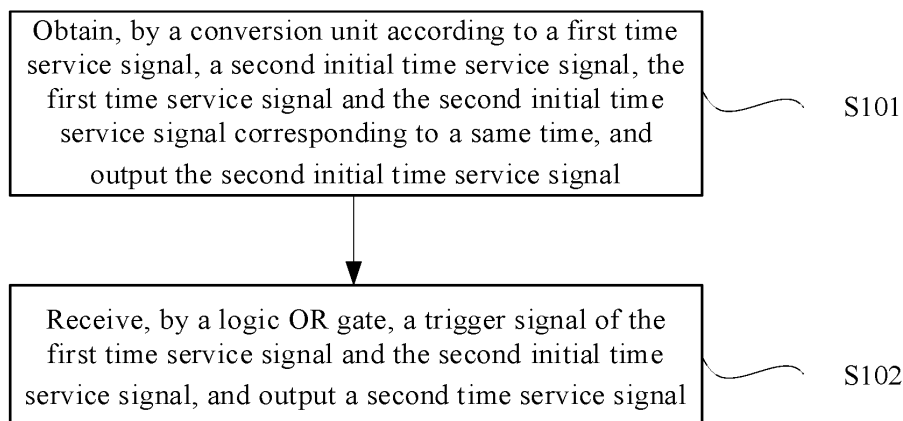 Obtain, by a conversion unit according to a first time
service signal, a second initial time service signal, the
first time service signal and the second initial time
service signal corresponding to a same time, and
output the second initial time service signal
S101
Receive, by a logic OR gate, a trigger signal of the
first time service signal and the second initial time
service signal, and output a second time service signal
S102